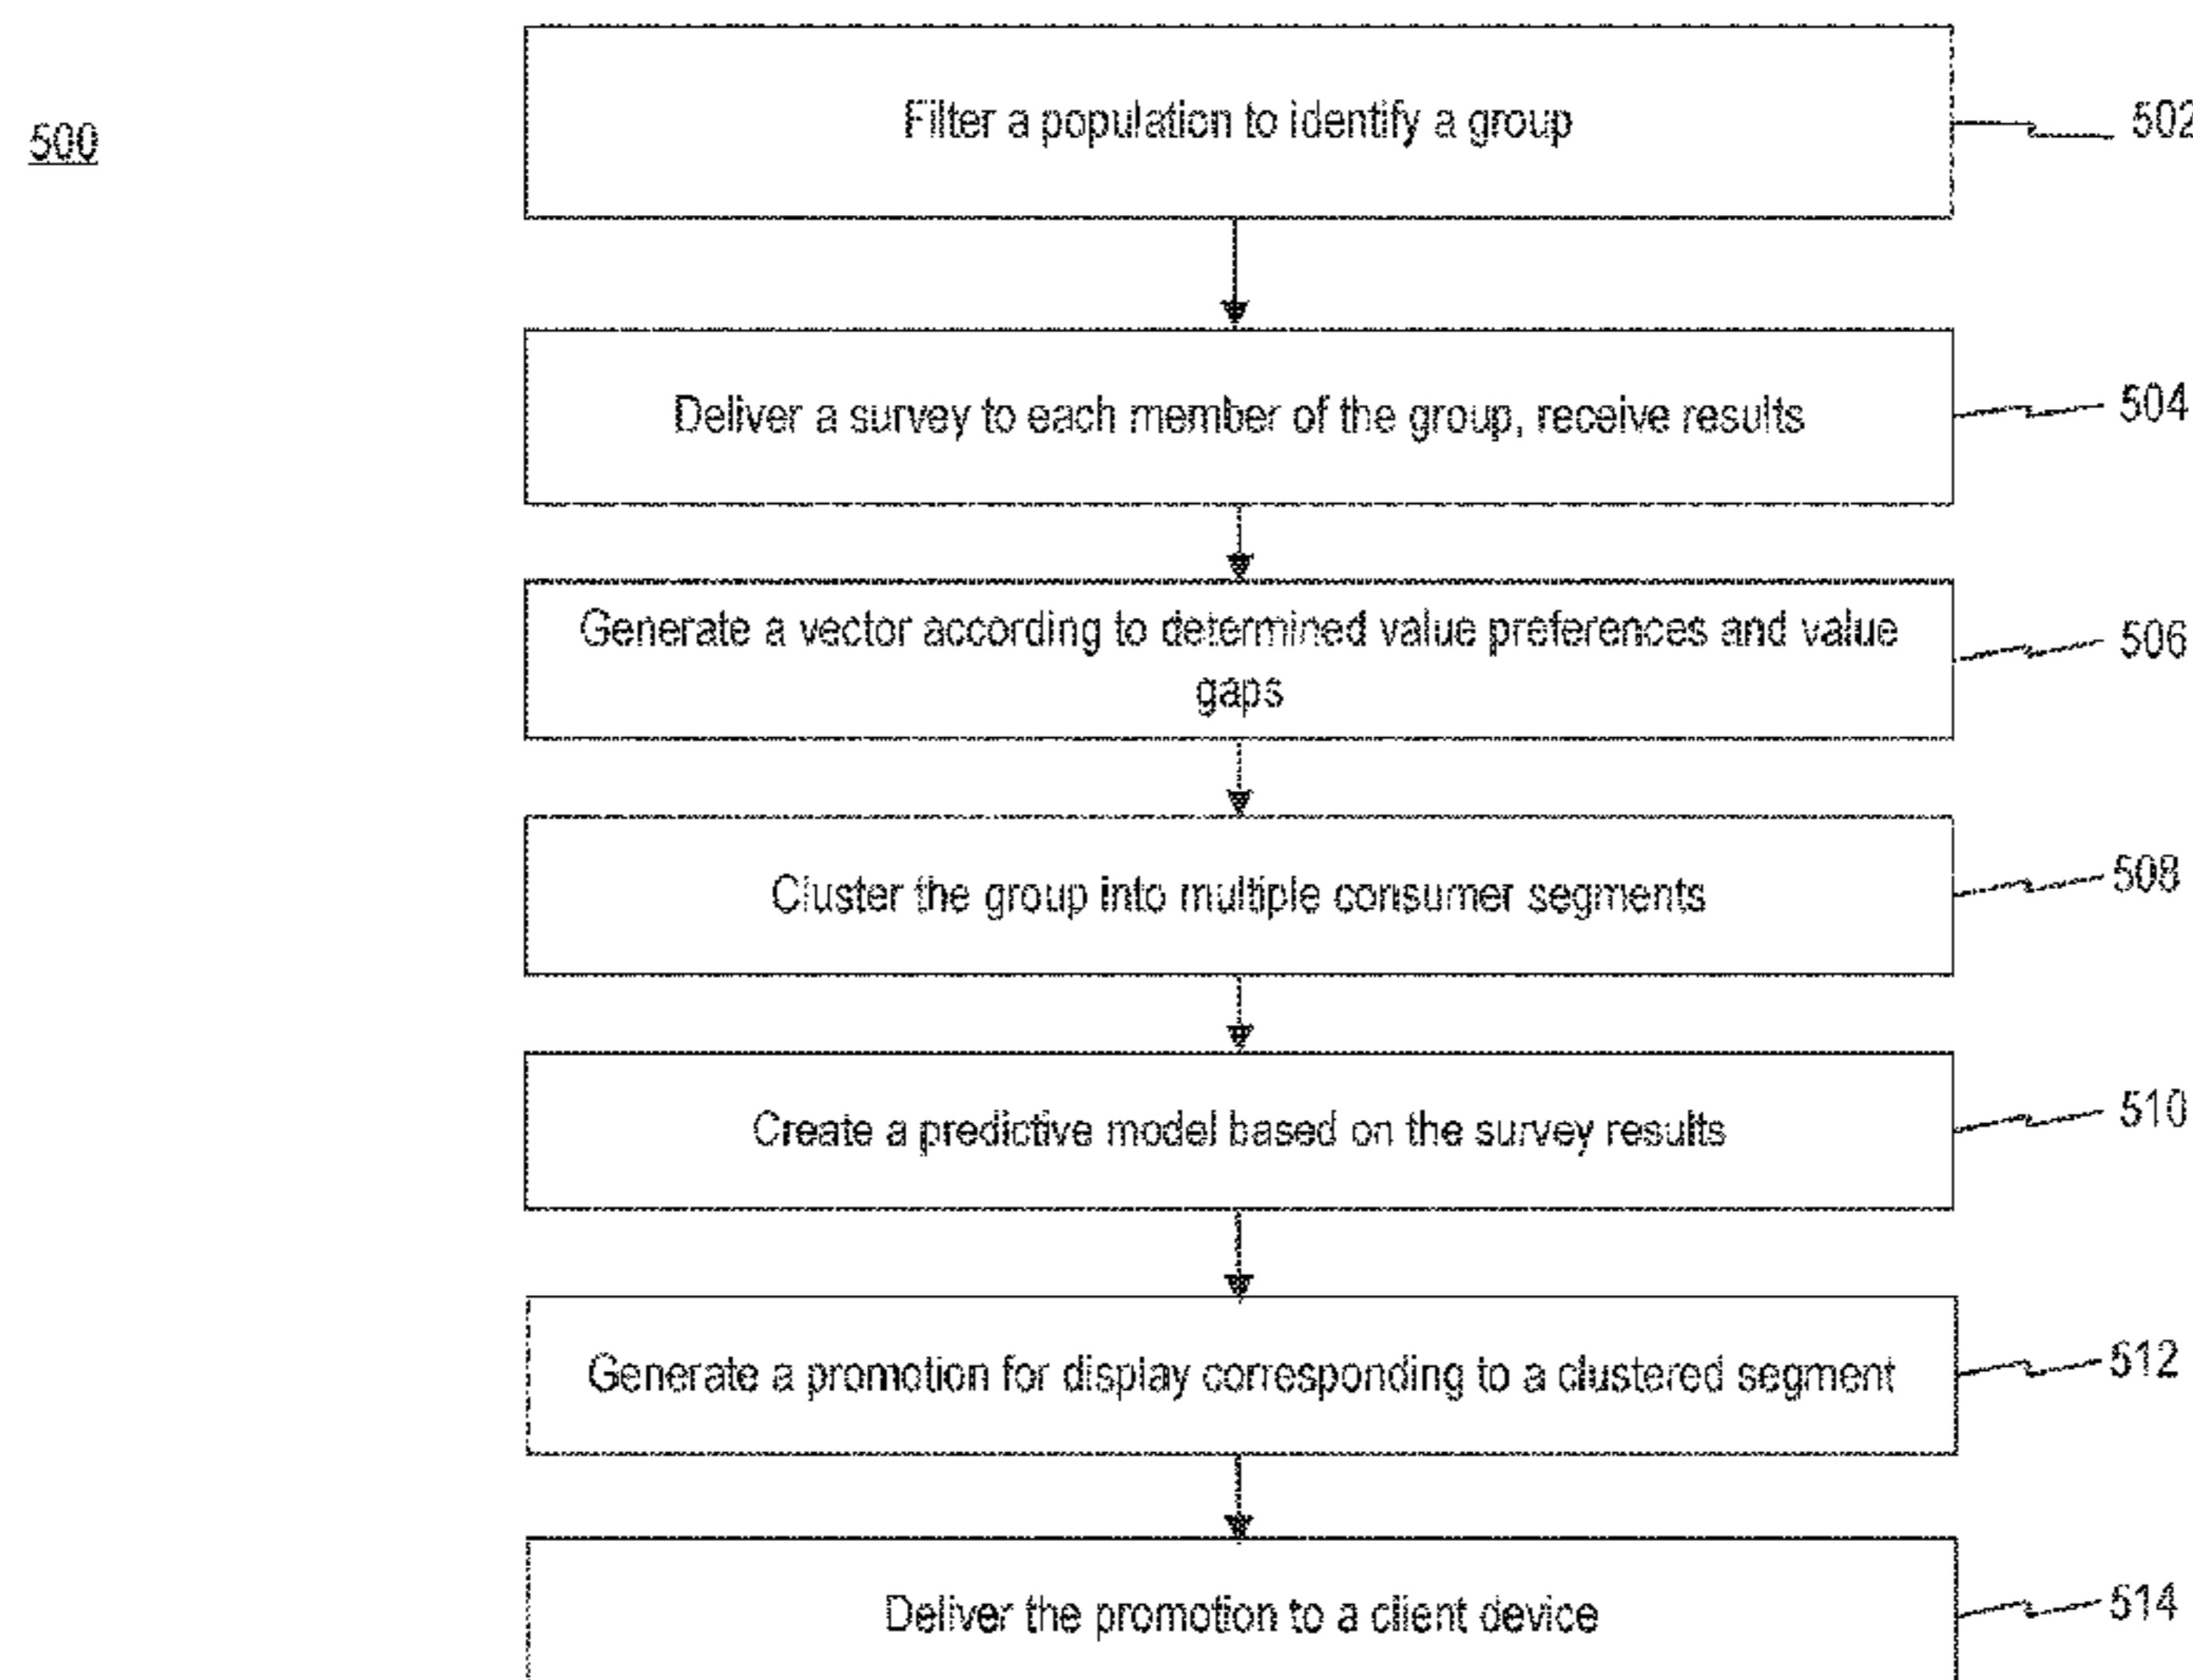 500
Filter a population to identify a group
502
Deliver a survey to each member of the group, receive results
504
Generate a vector according to determined value preferences and value
gaps
506
Cluster the group into multiple consumer segments
508
Create a predictive model based on the survey results
510
Generate a promotion for display corresponding to a clustered segment
512
Deliver the promotion to a client device
514